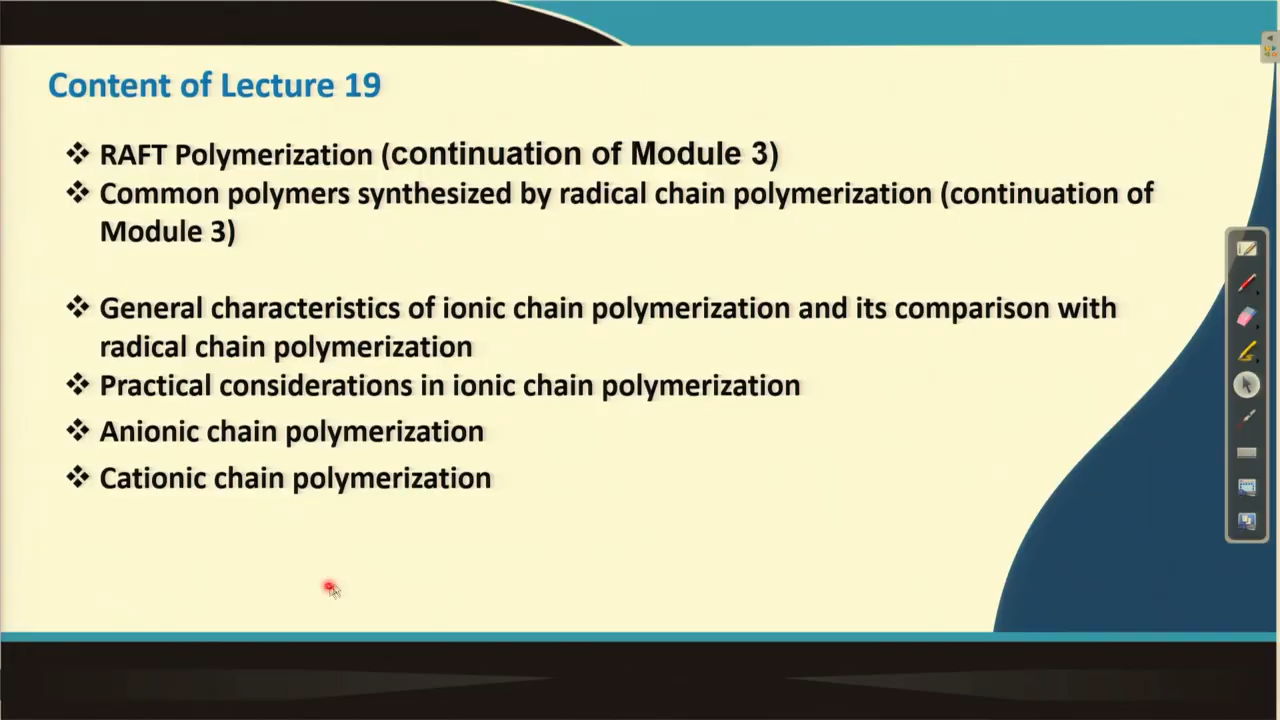 Content of Lecture 19
❖ RAFT Polymerization (continuation of Module 3)
❖ Common polymers synthesized by radical chain polymerization (continuation of
Module 3)
❖ General characteristics of ionic chain polymerization and its comparison with
radical chain polymerization
❖ Practical considerations in ionic chain polymerization
❖ Anionic chain polymerization
❖ Cationic chain polymerization